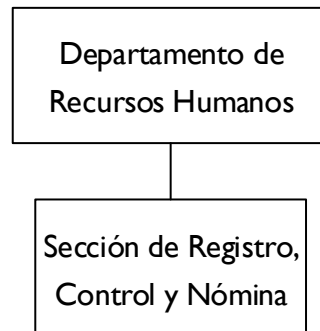 Departamento de
Recursos Humanos
Sección de Registro,
Control y Nómina